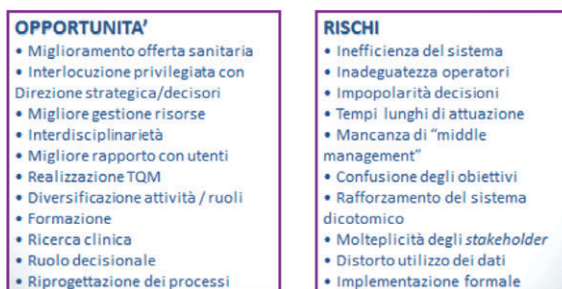 OPPORTUNITA’
• Miglioramento offerta sanitaria
• Interlocuzione privilegiata con
Direzione strategica/decisori
• Migliore gestione risorse
• Interdisciplinarietà
• Migliore rapporto con utenti
• Realizzazione TQM
• Diversificazione attività / ruoli
• Formazione
• Ricerca clinica
• Ruolo decisionale
• Riprogettazione dei processi
RISCHI
• Inefficienza del sistema
• Inadeguatezza operatori
• Impopolarità decisioni
• Tempi lunghi di attuazione
• Mancanza di “middle
management”
• Confusione degli obiettivi
• Rafforzamento del sistema
dicotomico
• Molteplicità degli stakeholder
• Distorto utilizzo dei dati
• Implementazione formale